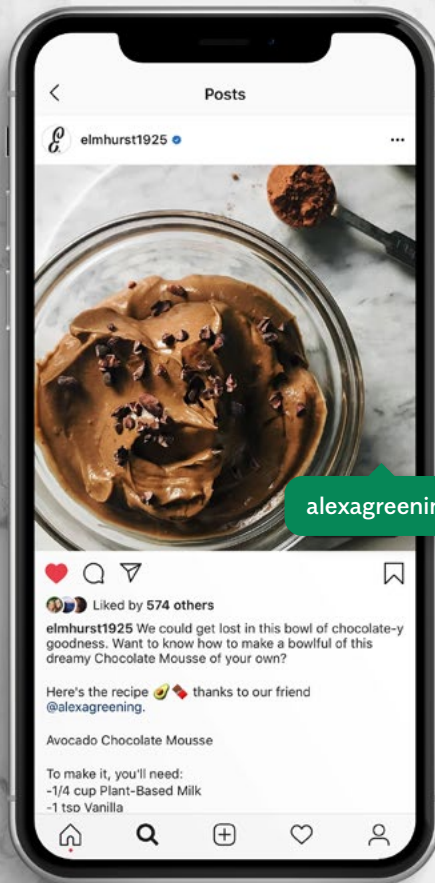 Posts
elmhurst1925
alexagreenin
Liked by 574 others
elmhurst1925 We could get lost in this bowl of chocolate-y
goodness. Want to know how to make a bowlful of this
dreamy Chocolate Mousse of your own?
Here's the recipe 🥑🍫 thanks to our friend
@alexagreening.
Avocado Chocolate Mousse
To make it, you'll need:
-1/4 cup Plant-Based Milk
-1 tsp Vanilla